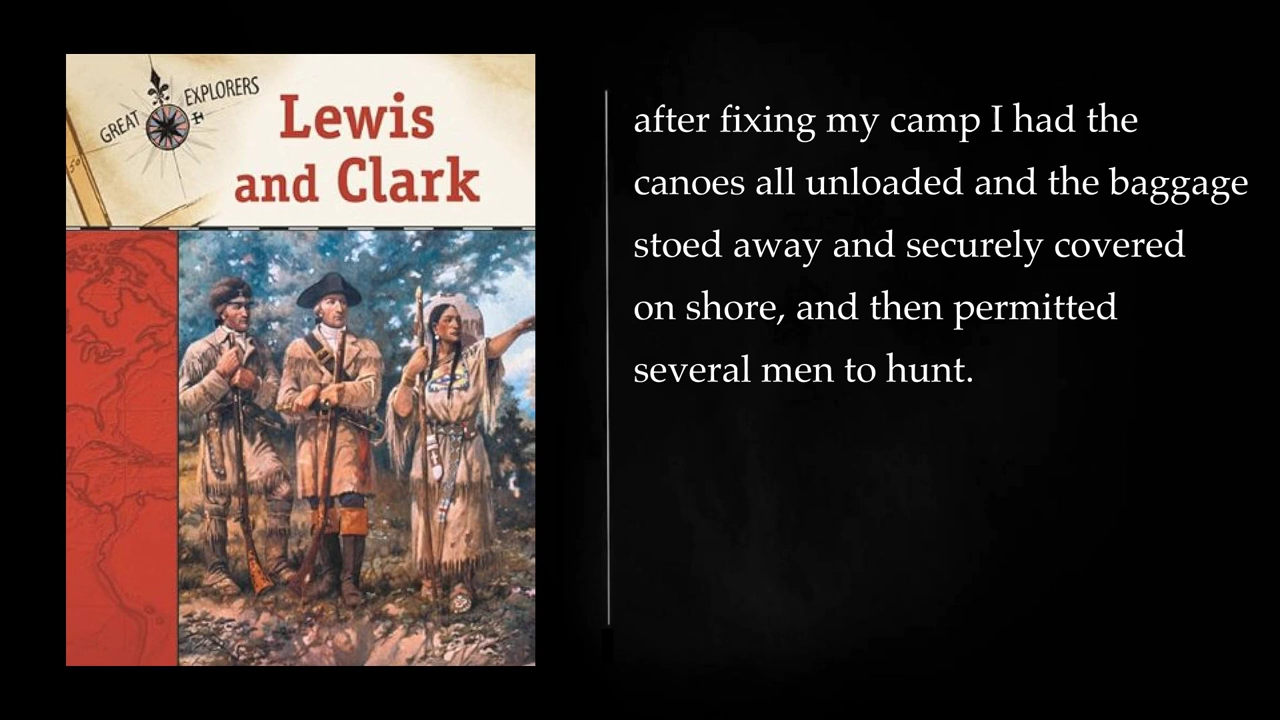 GREAT EXPLORERS
Lewis
and Clark
50
after fixing my camp I had the
canoes all unloaded and the baggage
stoed away and securely covered
on shore, and then permitted
several men to hunt.